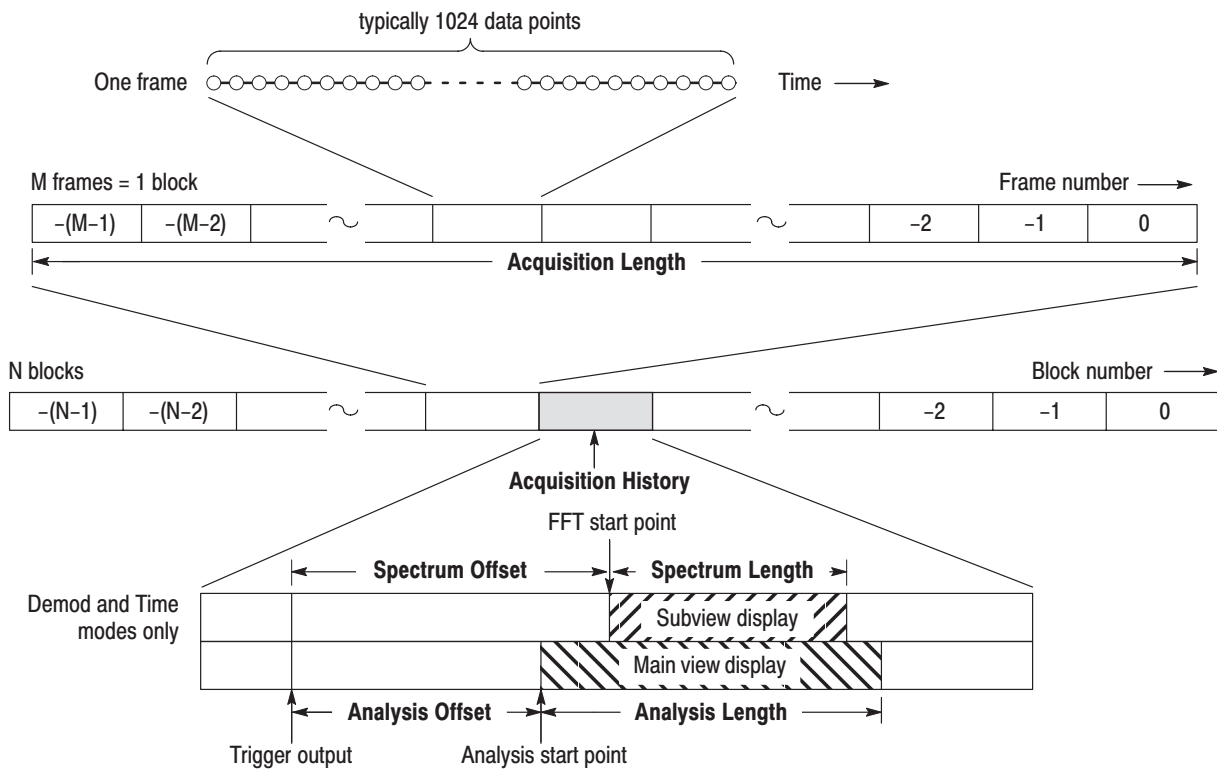 typically 1024 data points
One frame
Time
M frames = 1 block
Frame number
–(M–1) –(M–2) –2 –1 0
Acquisition Length
N blocks
Block number
–(N–1) –(N–2) –2 –1 0
Acquisition History
FFT start point
Spectrum Offset Spectrum Length
Demod and Time
modes only
Subview display
Main view display
Analysis Offset Analysis Length
Trigger output Analysis start point